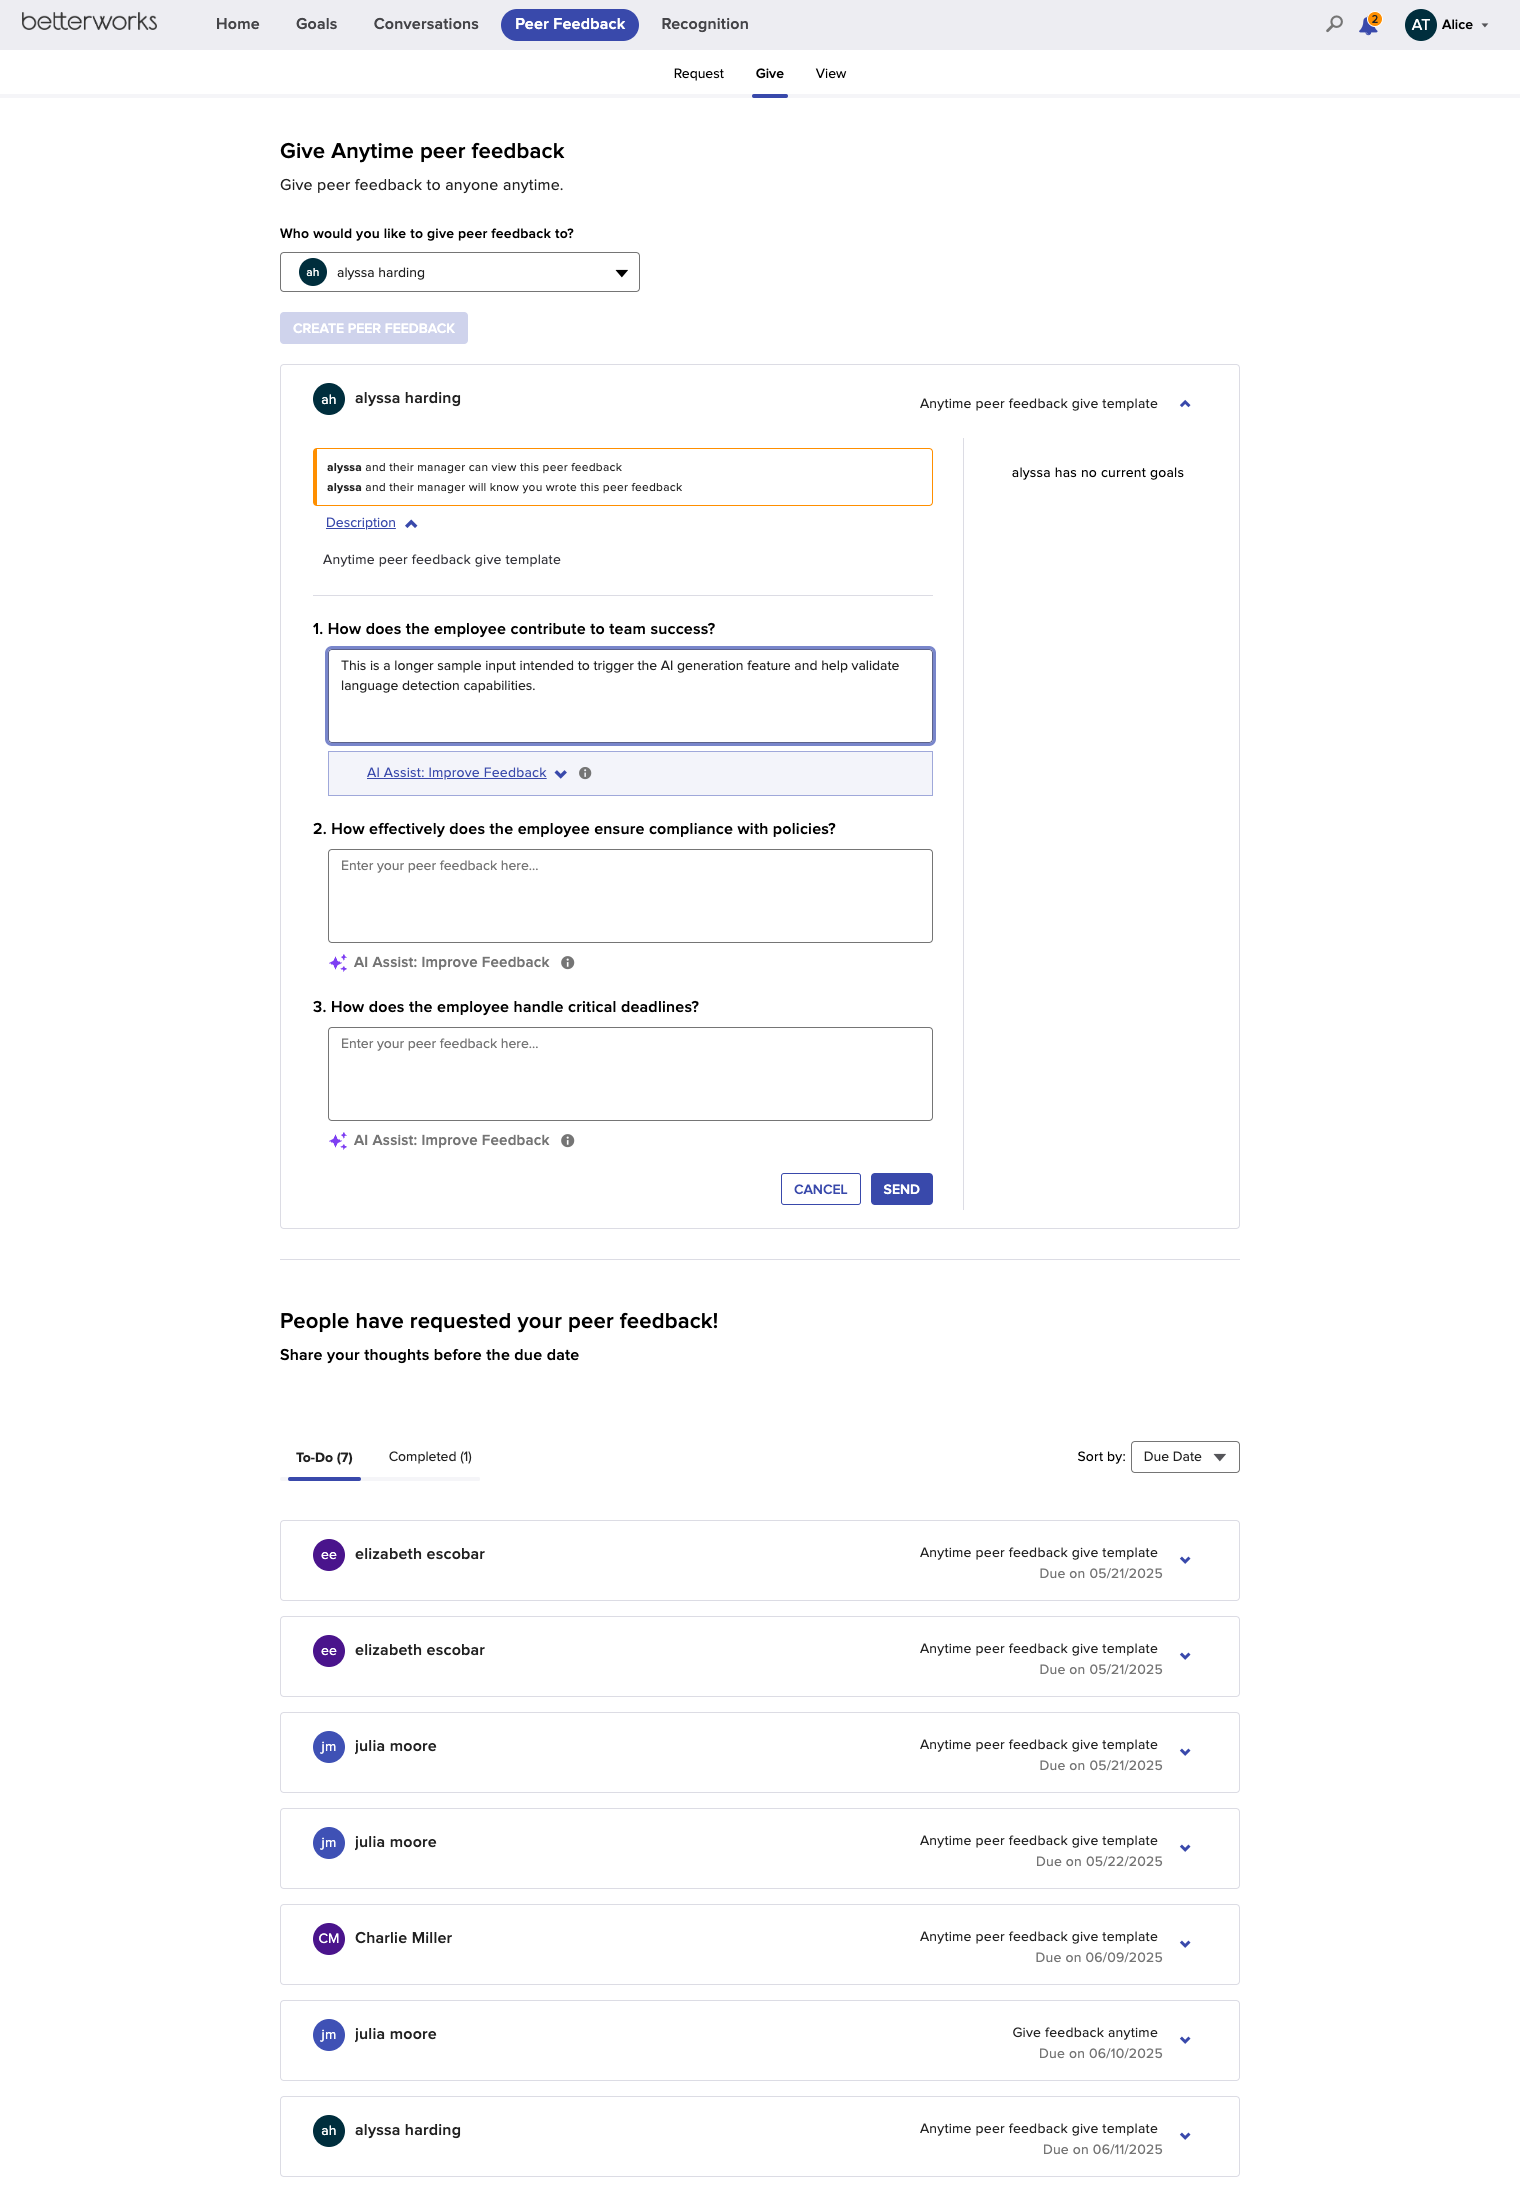 betterworks
Home Goals Conversations Peer Feedback Recognition
2
AT Alice
Request Give View
Give Anytime peer feedback
Give peer feedback to anyone anytime.
Who would you like to give peer feedback to?
ah alyssa harding
CREATE PEER FEEDBACK
ah alyssa harding
Anytime peer feedback give template
alyssa and their manager can view this peer feedback
alyssa and their manager will know you wrote this peer feedback
alyssa has no current goals
Description
Anytime peer feedback give template
1. How does the employee contribute to team success?
This is a longer sample input intended to trigger the AI generation feature and help validate
language detection capabilities.
AI Assist: Improve Feedback
2. How effectively does the employee ensure compliance with policies?
Enter your peer feedback here...
AI Assist: Improve Feedback
3. How does the employee handle critical deadlines?
Enter your peer feedback here...
AI Assist: Improve Feedback
CANCEL SEND
People have requested your peer feedback!
Share your thoughts before the due date
To-Do (7) Completed (1)
Sort by: Due Date
ee elizabeth escobar
Anytime peer feedback give template
Due on 05/21/2025
ee elizabeth escobar
Anytime peer feedback give template
Due on 05/21/2025
jm julia moore
Anytime peer feedback give template
Due on 05/21/2025
jm julia moore
Anytime peer feedback give template
Due on 05/22/2025
CM Charlie Miller
Anytime peer feedback give template
Due on 06/09/2025
jm julia moore
Give feedback anytime
Due on 06/10/2025
ah alyssa harding
Anytime peer feedback give template
Due on 06/11/2025